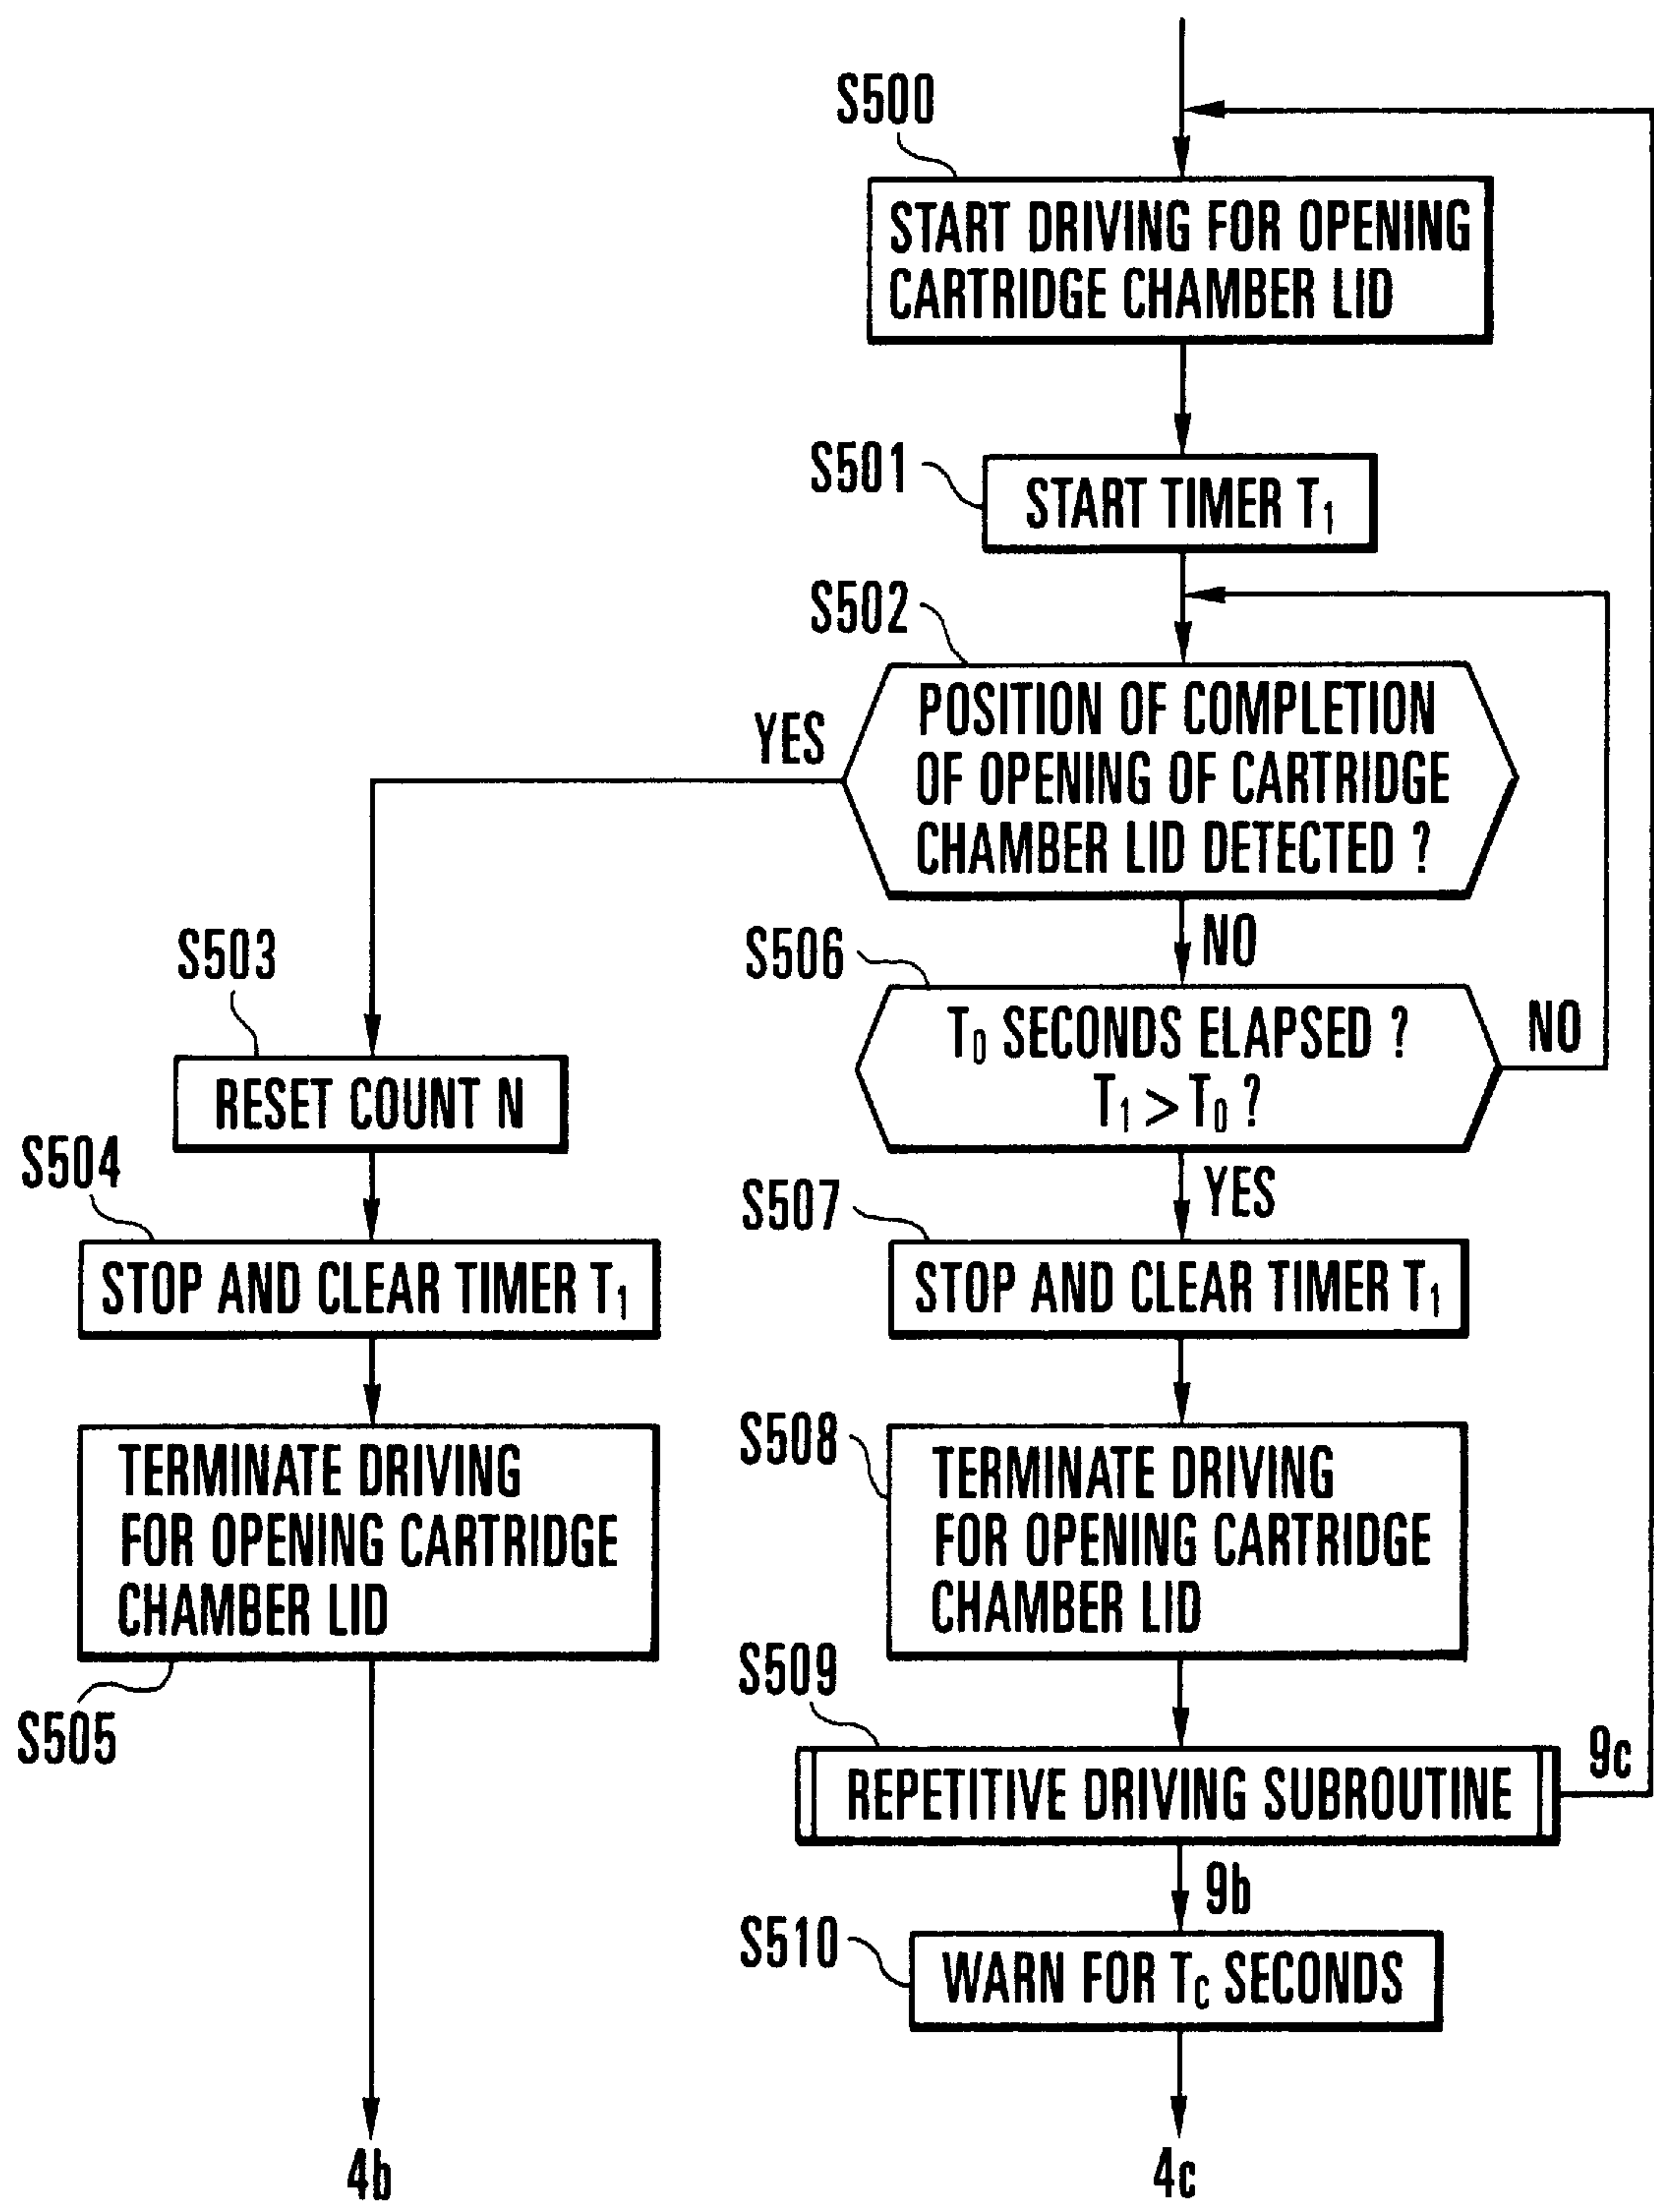 S500
START DRIVING FOR OPENING
CARTRIDGE CHAMBER LID
S501
START TIMER T1
S502
POSITION OF COMPLETION
OF OPENING OF CARTRIDGE
CHAMBER LID DETECTED ?
YES
NO
S503
RESET COUNT N
S504
STOP AND CLEAR TIMER T1
TERMINATE DRIVING
FOR OPENING CARTRIDGE
CHAMBER LID
S505
4b
S506
T0 SECONDS ELAPSED ?
T1 > T0 ?
NO
YES
S507
STOP AND CLEAR TIMER T1
S508
TERMINATE DRIVING
FOR OPENING CARTRIDGE
CHAMBER LID
S509
REPETITIVE DRIVING SUBROUTINE
9c
9b
S510
WARN FOR TC SECONDS
4c